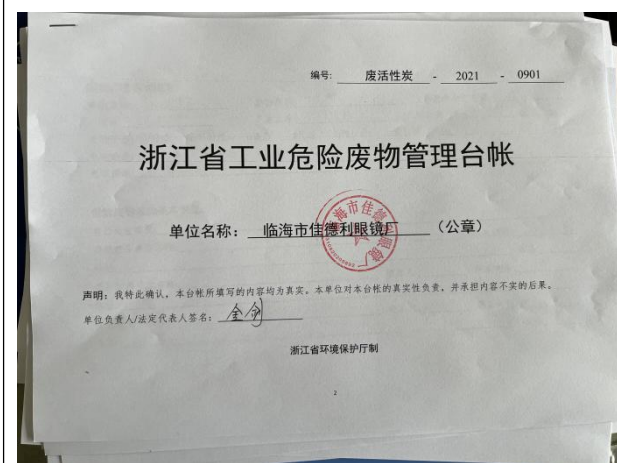 编号: 废活性炭 - 2021 - 0901
浙江省工业危险废物管理台帐
单位名称： 临海市佳德利眼镜厂 （公章）
声明：我特此确认，本台帐所填写的内容均为真实。本单位对本台帐的真实性负责，并承担内容不实的后果。
单位负责人/法定代表人签名：
浙江省环境保护厅制
2